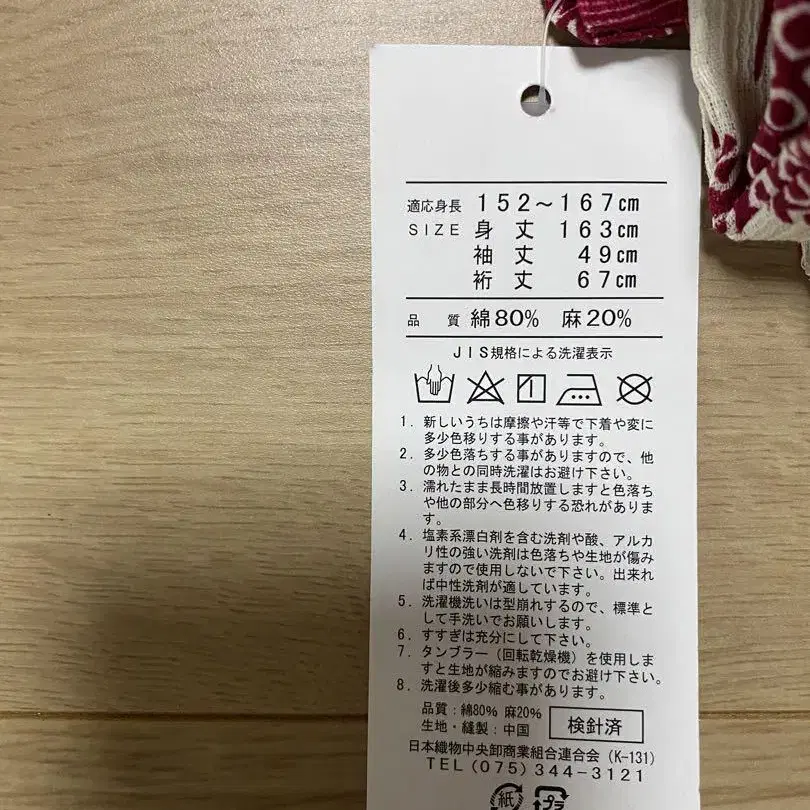 適応身長 152～167cm
SIZE 身丈 163cm
袖丈 49cm
裄丈 67cm
品質 綿80% 麻20%
JIS規格による洗濯表示
1. 新しいうちは摩擦や汗等で下着や変に
多少色移りする事があります。
2. 多少色落ちする事がありますので、他
の物との同時洗濯はお避け下さい。
3. 濡れたまま長時間放置しますと色落ち
や他の部分へ色移りする恐れがありま
す。
4. 塩素系漂白剤を含む洗剤や酸、アルカ
リ性の強い洗剤は色落ちや生地が傷み
ますので使用しないで下さい。出来れ
ば中性洗剤が適しています。
5. 洗濯機洗いは型崩れするので、標準と
して手洗いでお願いします。
6. すすぎは充分にして下さい。
7. タンブラー（回転乾燥機）を使用しま
すと生地が縮みますのでお避け下さい。
8. 洗濯後多少縮む事があります。
品質：綿80% 麻20%
生地・縫製：中国 検針済
日本織物中央卸商業組合連合会（K-131）
TEL（075）344-3121
紙 プラ